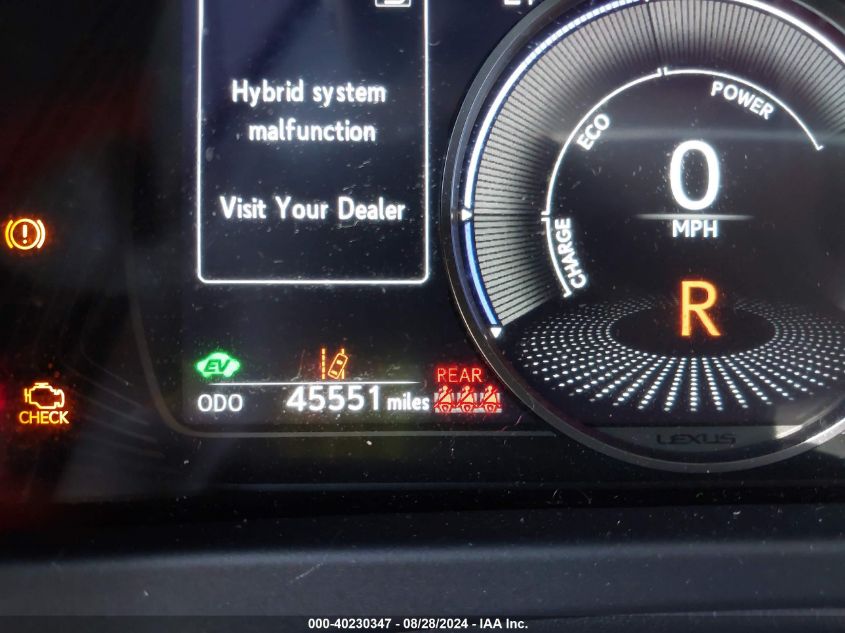 Hybrid system
malfunction
Visit Your Dealer
POWER
ECO
CHARGE
0
MPH
R
EV
REAR
ODO 45551 miles
CHECK
LEXUS
000-40230347 - 08/28/2024 - IAA Inc.